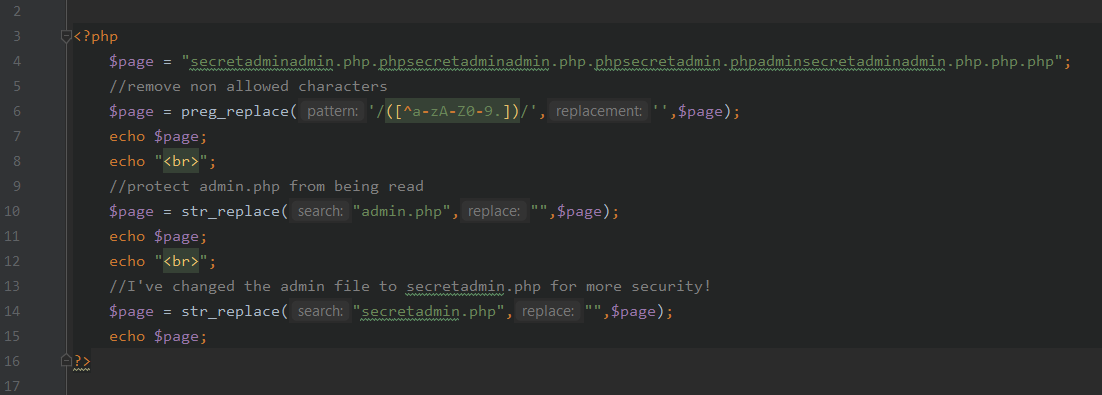 2
3 <?php
4 $page = "secretadminadmin.php.phpsecretadminadmin.php.phpsecretadmin.phpadminsecretadminadmin.php.php.php";
5 //remove non allowed characters
6 $page = preg_replace( pattern: '/([^a-zA-Z0-9.])/', replacement: '',$page);
7 echo $page;
8 echo "<br>";
9 //protect admin.php from being read
10 $page = str_replace( search: "admin.php", replace: "",$page);
11 echo $page;
12 echo "<br>";
13 //I've changed the admin file to secretadmin.php for more security!
14 $page = str_replace( search: "secretadmin.php", replace: "",$page);
15 echo $page;
16 ?>
17